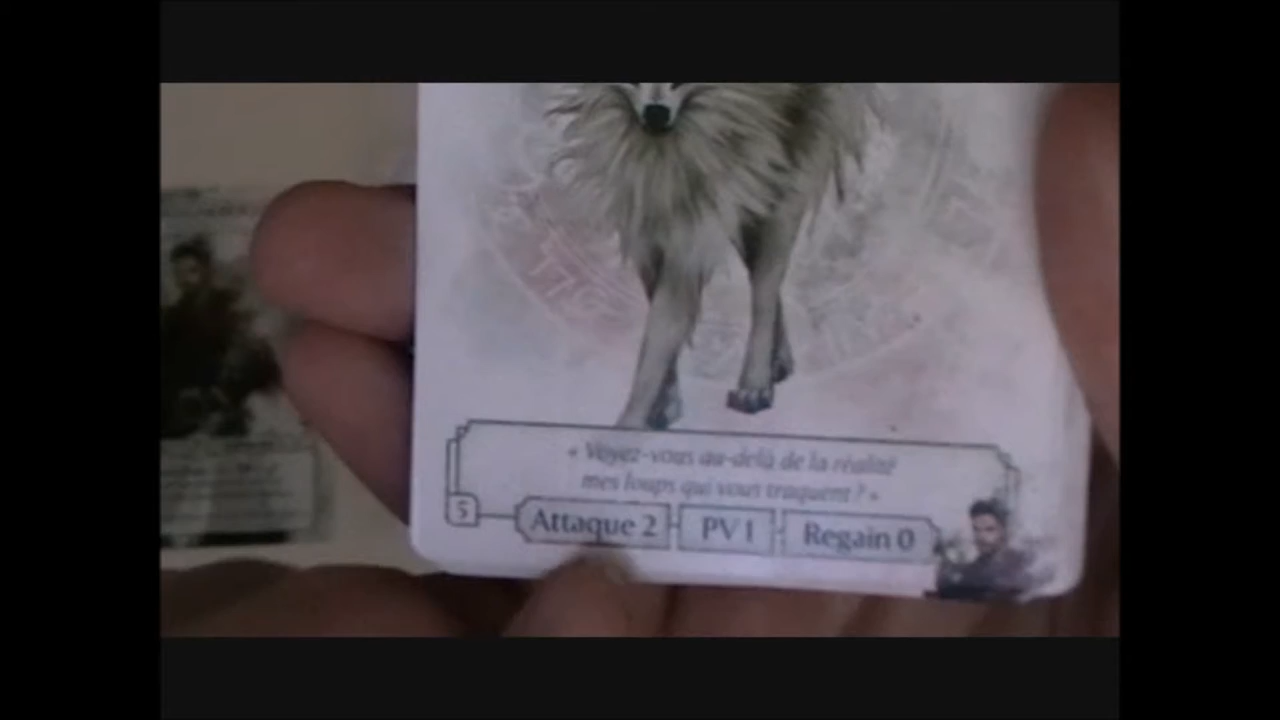 « Voyez-vous au-delà de la réalité
mes loups qui vous traquent ? »
5
Attaque 2
PV 1
Regain 0